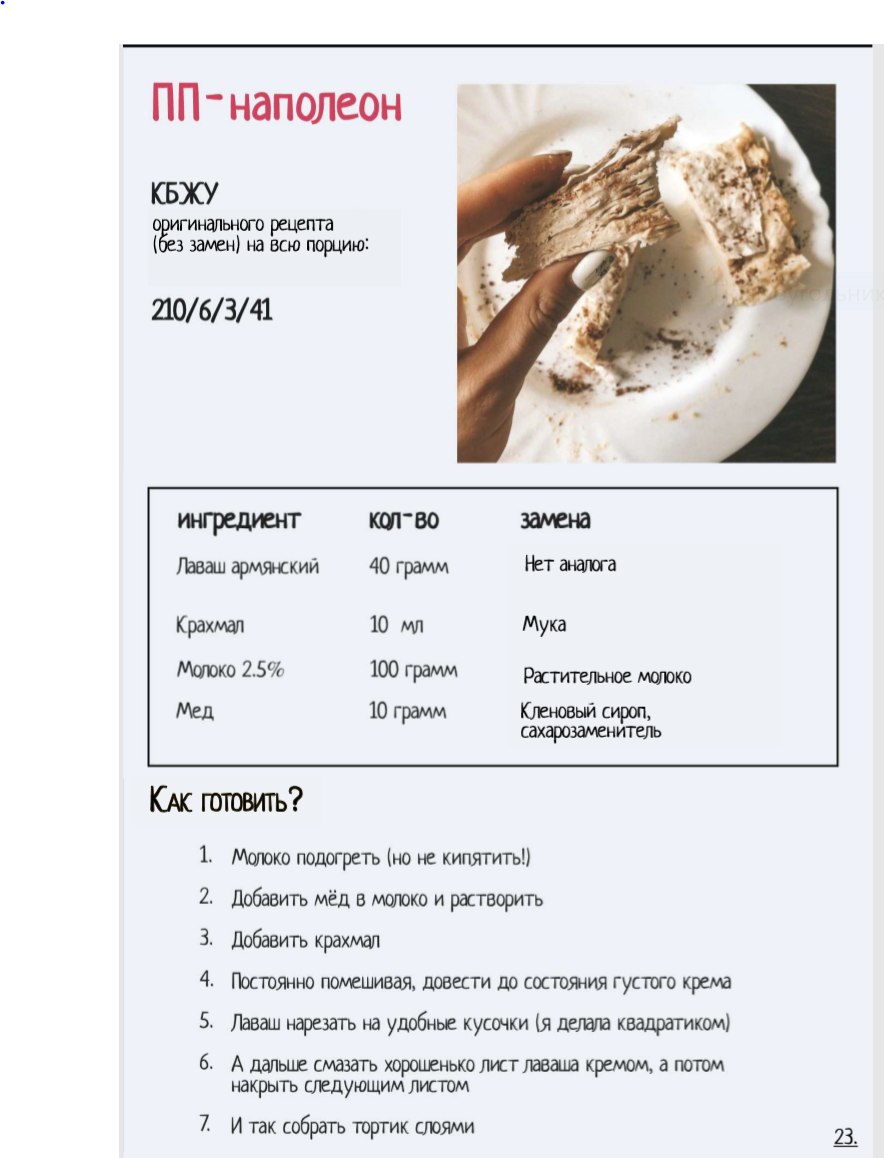 ПП-наполеон
КБЖУ
оригинального рецепта
(без замен) на всю порцию:
210/6/3/41
ингредиент кол-во замена
Лаваш армянский 40 грамм Нет аналога
Крахмал 10 мл Мука
Молоко 2.5% 100 грамм Растительное молоко
Мед 10 грамм Кленовый сироп,
сахарозаменитель
Как готовить?
1. Молоко подогреть (но не кипятить!)
2. Добавить мёд в молоко и растворить
3. Добавить крахмал
4. Постоянно помешивая, довести до состояния густого крема
5. Лаваш нарезать на удобные кусочки (я делала квадратиком)
6. А дальше смазать хорошенько лист лаваша кремом, а потом
накрыть следующим листом
7. И так собрать тортик слоями
23.